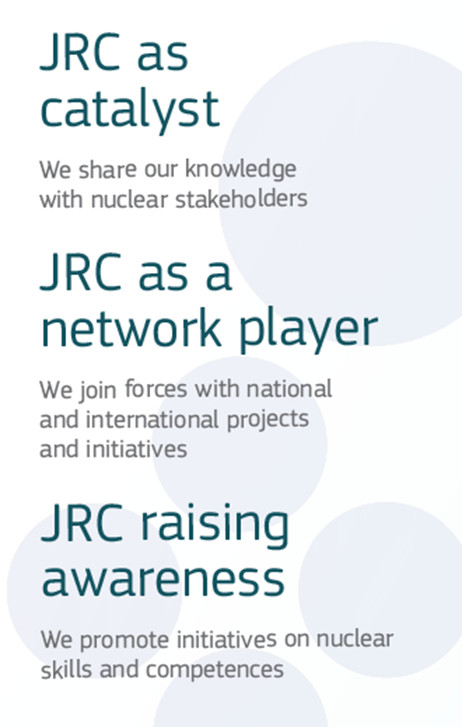 JRC as
catalyst
We share our knowledge
with nuclear stakeholders
JRC as a
network player
We join forces with national
and international projects
and initiatives
JRC raising
awareness
We promote initiatives on nuclear
skills and competences